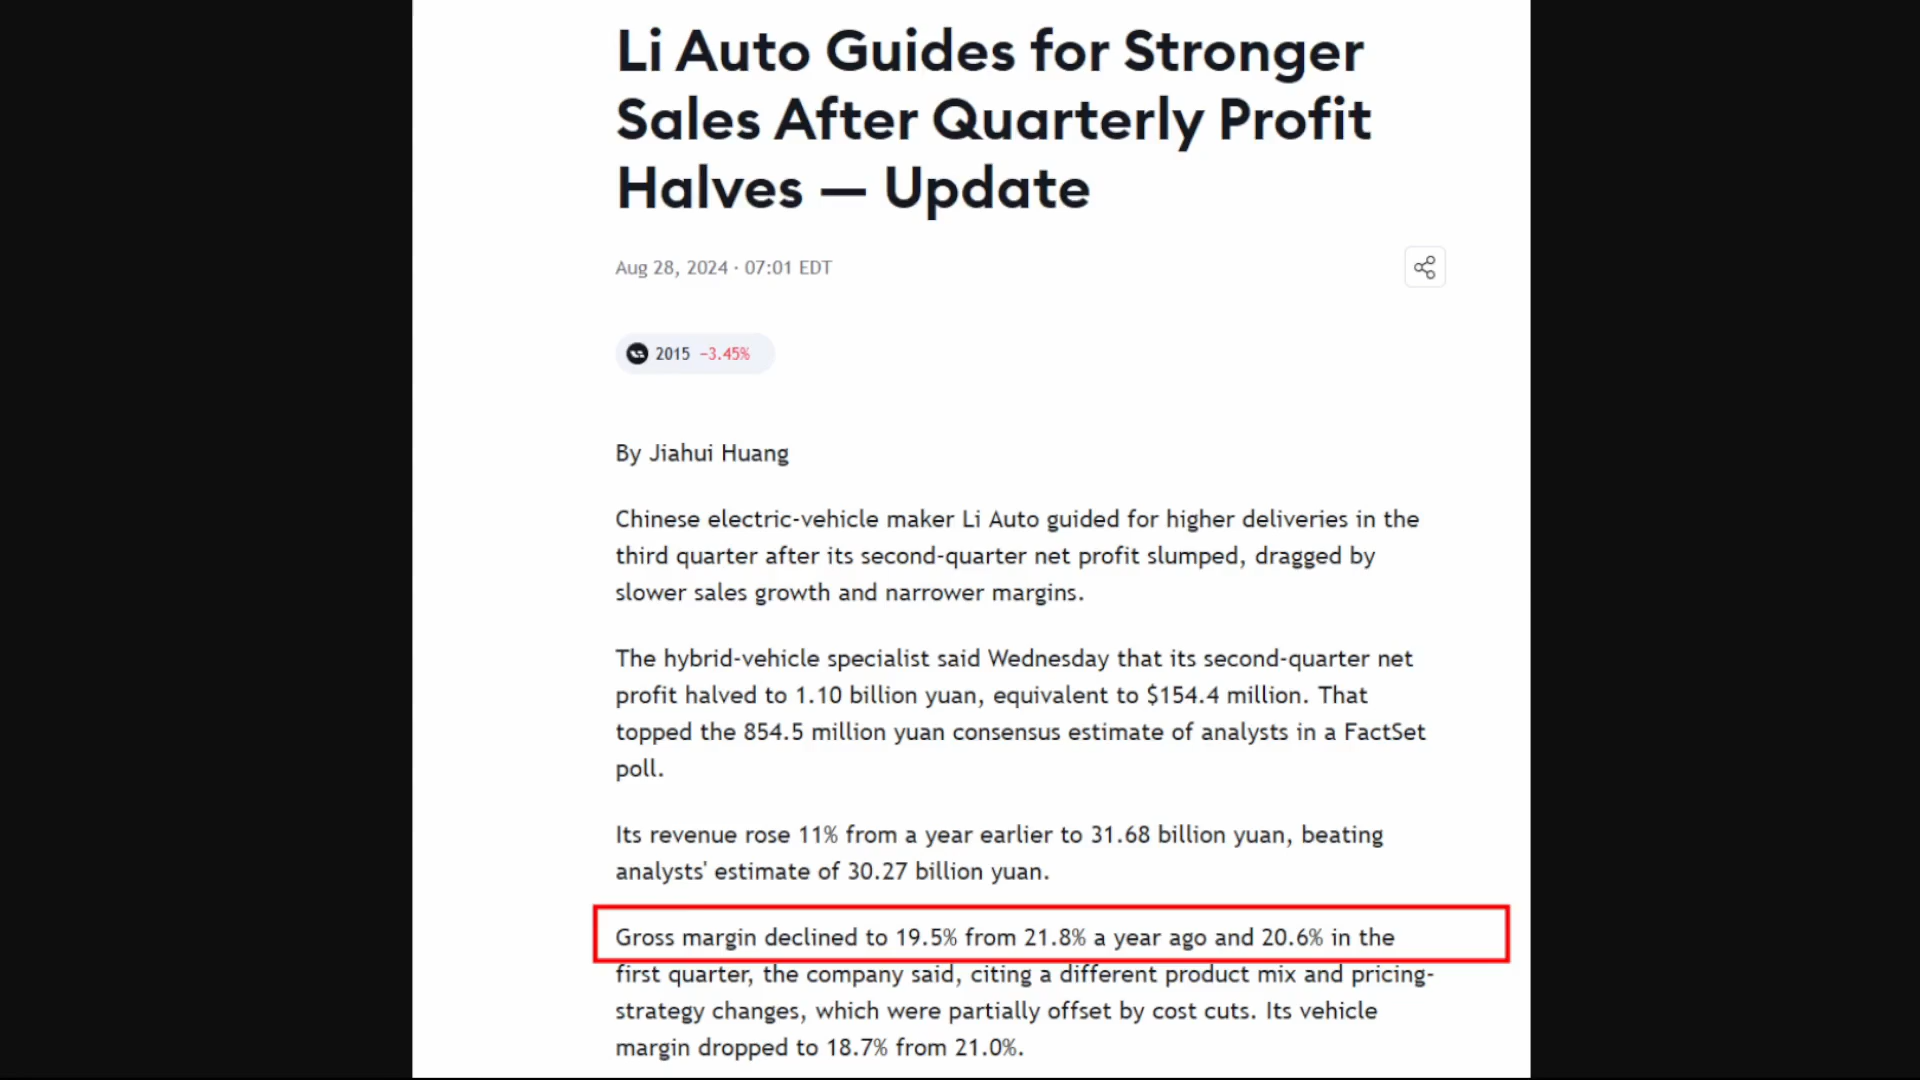 Li Auto Guides for Stronger
Sales After Quarterly Profit
Halves — Update
Aug 28, 2024 · 07:01 EDT
2015 −3.45%
By Jiahui Huang
Chinese electric-vehicle maker Li Auto guided for higher deliveries in the
third quarter after its second-quarter net profit slumped, dragged by
slower sales growth and narrower margins.
The hybrid-vehicle specialist said Wednesday that its second-quarter net
profit halved to 1.10 billion yuan, equivalent to $154.4 million. That
topped the 854.5 million yuan consensus estimate of analysts in a FactSet
poll.
Its revenue rose 11% from a year earlier to 31.68 billion yuan, beating
analysts' estimate of 30.27 billion yuan.
Gross margin declined to 19.5% from 21.8% a year ago and 20.6% in the
first quarter, the company said, citing a different product mix and pricing-
strategy changes, which were partially offset by cost cuts. Its vehicle
margin dropped to 18.7% from 21.0%.